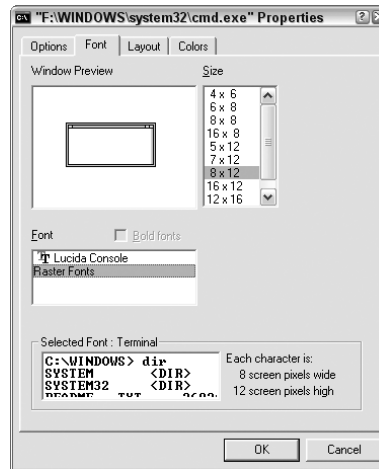 "F:\WINDOWS\system32\cmd.exe" Properties
Options Font Layout Colors
Window Preview Size
4 x 6
6 x 8
8 x 8
16 x 8
5 x 12
7 x 12
8 x 12
16 x 12
12 x 16
Font Bold fonts
Lucida Console
Raster Fonts
Selected Font : Terminal
C:\WINDOWS> dir
SYSTEM <DIR>
SYSTEM32 <DIR>
README TXT
Each character is:
8 screen pixels wide
12 screen pixels high
OK Cancel